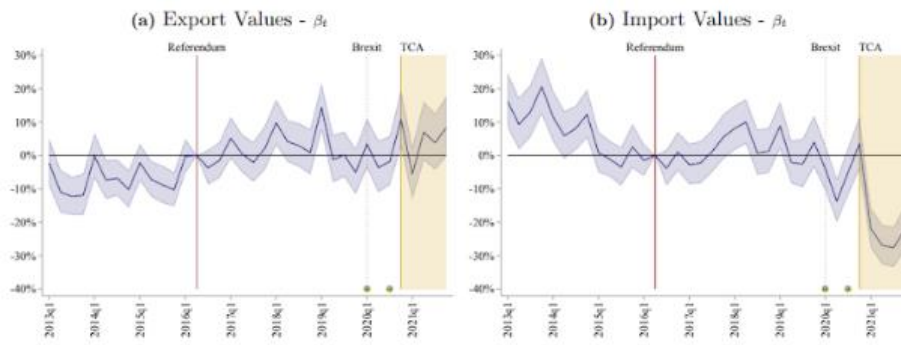 (a) Export Values - βt
(b) Import Values - βt
Referendum
Brexit
TCA
30%
20%
10%
0%
-10%
-20%
-30%
-40%
2013q1
2014q1
2015q1
2016q1
2017q1
2018q1
2019q1
2020q1
2021q1
Referendum
Brexit
TCA
30%
20%
10%
0%
-10%
-20%
-30%
-40%
2013q1
2014q1
2015q1
2016q1
2017q1
2018q1
2019q1
2020q1
2021q1